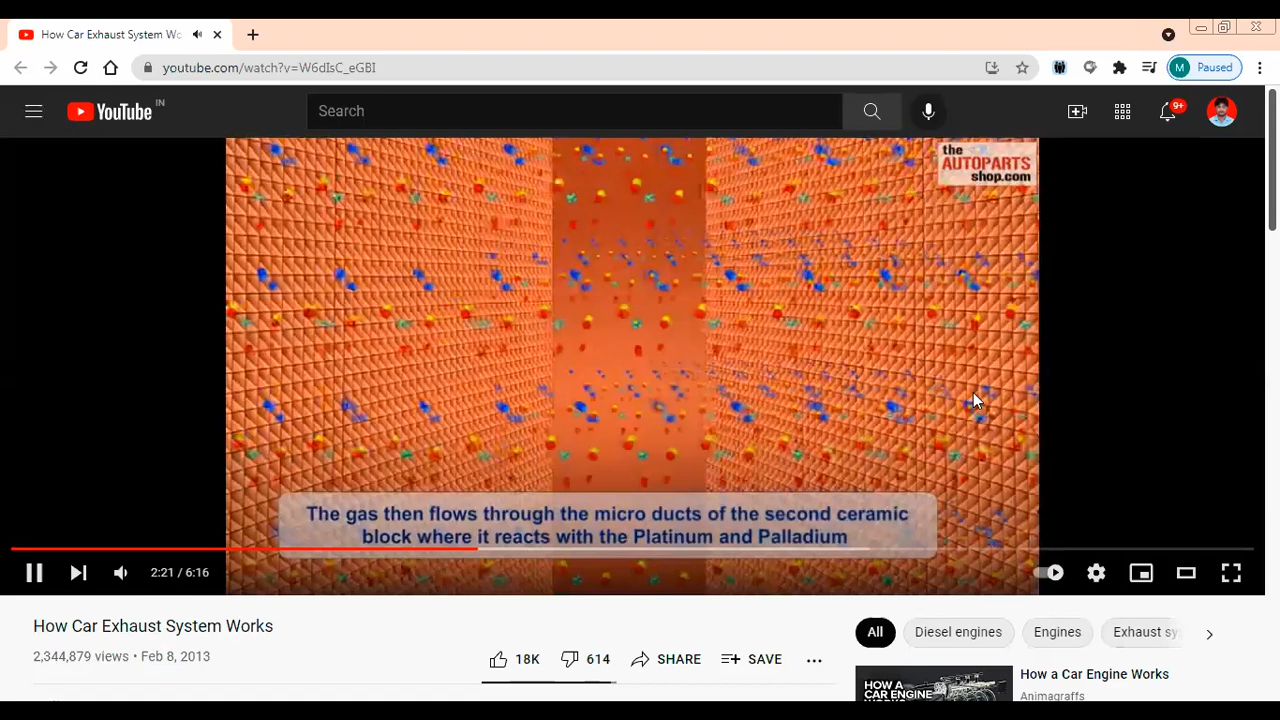 How Car Exhaust System Wo
youtube.com/watch?v=W6dIsC_eGBI
M Paused
YouTube IN
Search
9+
the
AUTOPARTS
shop.com
The gas then flows through the micro ducts of the second ceramic
block where it reacts with the Platinum and Palladium
2:21 / 6:16
How Car Exhaust System Works
2,344,879 views • Feb 8, 2013
18K 614 SHARE SAVE
All Diesel engines Engines Exhaust sy
HOW A
CAR ENGINE
WORKS
How a Car Engine Works
Animagraffs